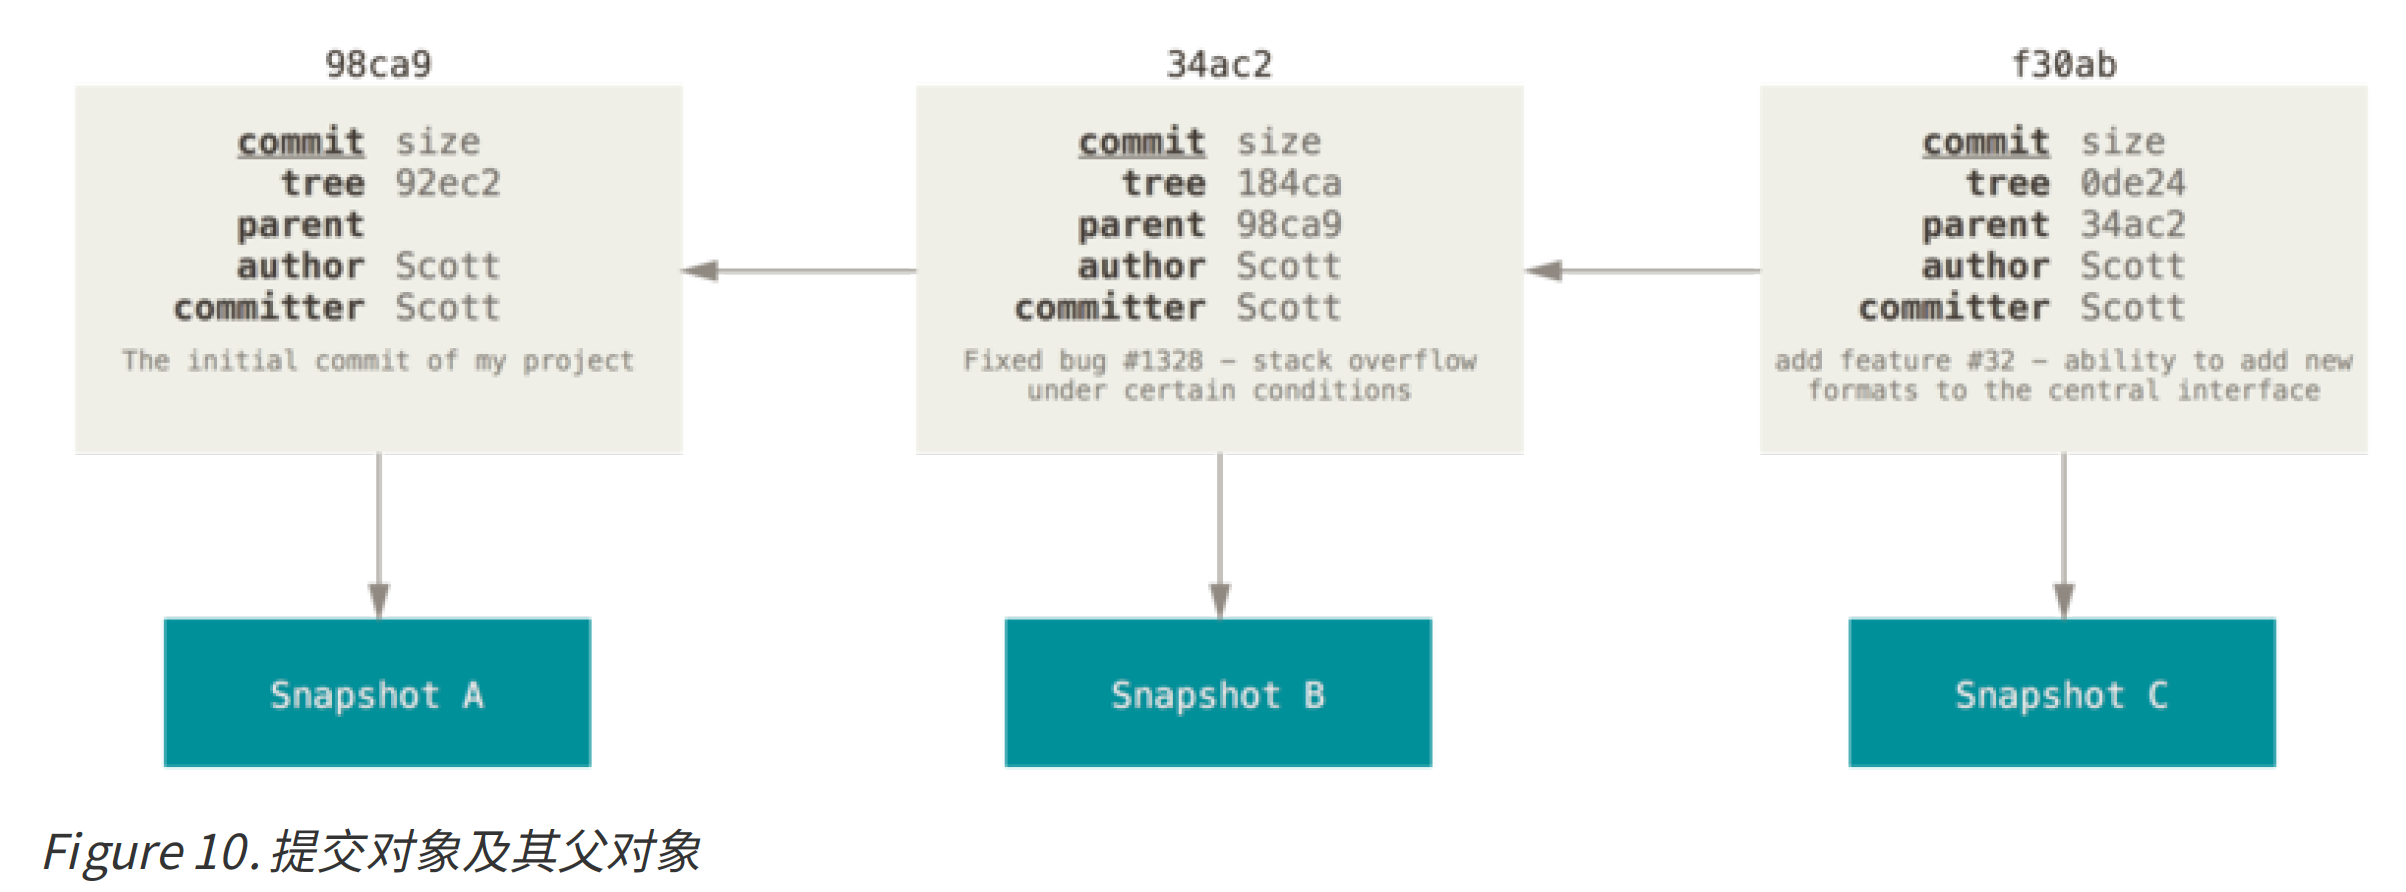 98ca9
commit size
tree 92ec2
parent
author Scott
committer Scott
The initial commit of my project
Snapshot A
34ac2
commit size
tree 184ca
parent 98ca9
author Scott
committer Scott
Fixed bug #1328 – stack overflow
under certain conditions
Snapshot B
f30ab
commit size
tree 0de24
parent 34ac2
author Scott
committer Scott
add feature #32 – ability to add new
formats to the central interface
Snapshot C
Figure 10. 提交对象及其父对象